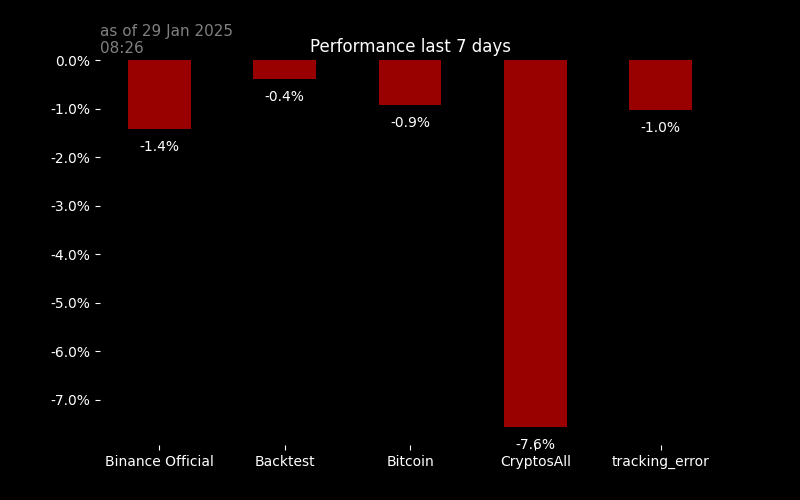 as of 29 Jan 2025
08:26
Performance last 7 days
0.0%
-1.0%
-2.0%
-3.0%
-4.0%
-5.0%
-6.0%
-7.0%
-1.4%
-0.4%
-0.9%
-7.6%
-1.0%
Binance Official
Backtest
Bitcoin
CryptosAll
tracking_error